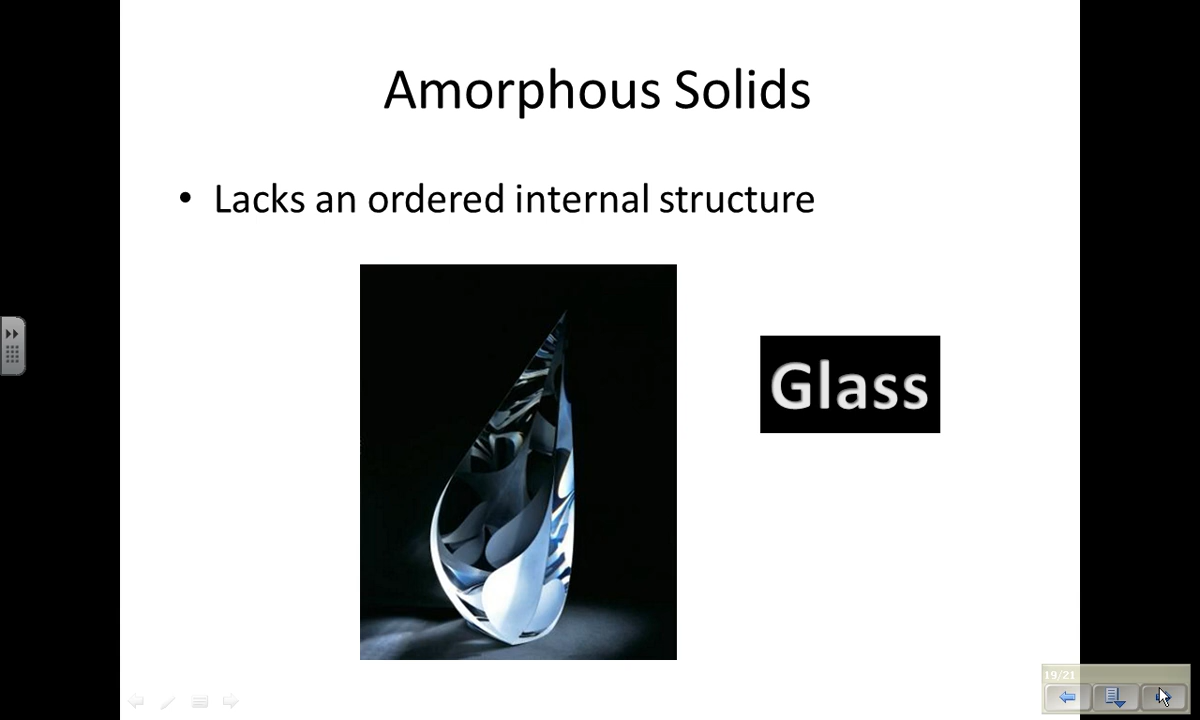 Amorphous Solids
• Lacks an ordered internal structure
Glass
19/21